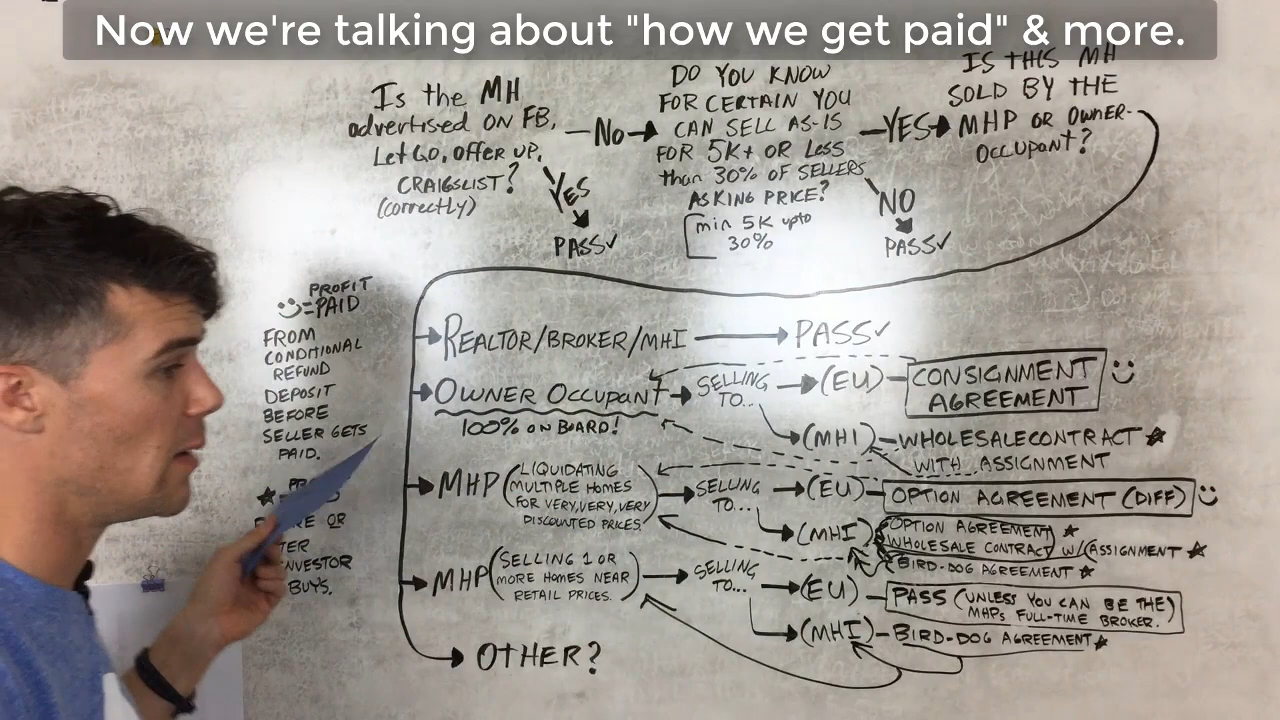 Now we're talking about "how we get paid" & more.
Is the MH
advertised ON FB,
LetGo, OFFER UP,
CRAIGSLIST?
(correctly)
No
YES
PASS✓
DO YOU KNOW
FOR CERTAIN YOU
CAN SELL AS-IS
FOR 5K+ OR LESS
than 30% OF SELLERS
ASKING PRICE?
min 5K upto
30%
YES
NO
PASS✓
IS THIS MH
SOLD BY THE
MHP OR OWNER-
OCCUPANT?
PROFIT
=PAID
FROM
CONDITIONAL
REFUND
DEPOSIT
BEFORE
SELLER GETS
PAID.
INVESTOR
BUYS.
REALTOR/BROKER/MHI
PASS✓
OWNER OCCUPANT
100% ON BOARD!
SELLING
TO...
(EU)
CONSIGNMENT
AGREEMENT
(MHI)
WHOLESALE CONTRACT
WITH ASSIGNMENT
MHP
(LIQUIDATING
MULTIPLE HOMES
FOR VERY, VERY, VERY
DISCOUNTED PRICES.)
SELLING
TO...
(EU)
OPTION AGREEMENT (DIFF)
(MHI)
OPTION AGREEMENT
WHOLESALE CONTRACT W/ASSIGNMENT
BIRD-DOG AGREEMENT
MHP
(SELLING 1 OR
MORE HOMES NEAR
RETAIL PRICES.)
SELLING
TO...
(EU)
PASS (UNLESS YOU CAN BE THE)
MHPs FULL-TIME BROKER.
(MHI)
BIRD-DOG AGREEMENT
OTHER?